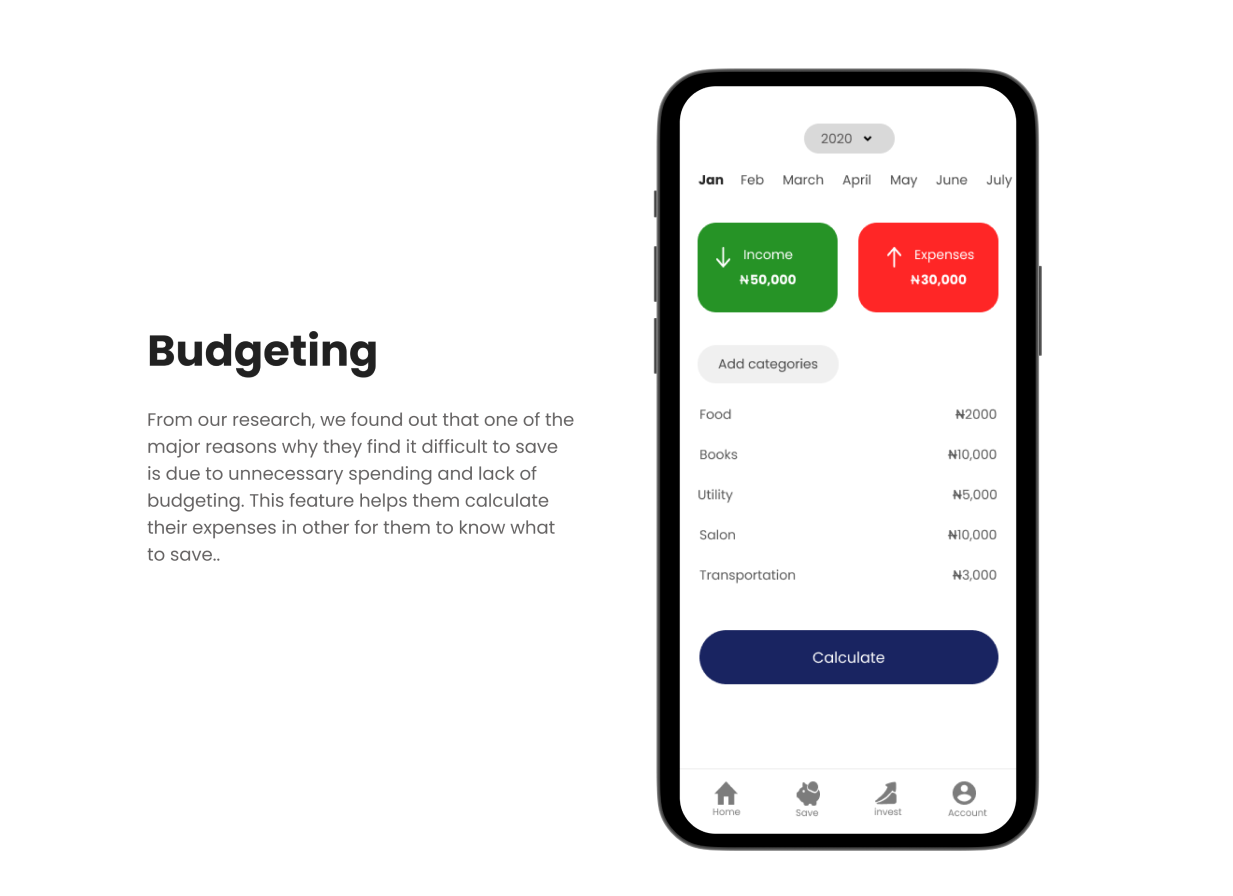 Budgeting
From our research, we found out that one of the
major reasons why they find it difficult to save
is due to unnecessary spending and lack of
budgeting. This feature helps them calculate
their expenses in other for them to know what
to save..
2020
Jan Feb March April May June July
Income
₦50,000
Expenses
₦30,000
Add categories
Food ₦2000
Books ₦10,000
Utility ₦5,000
Salon ₦10,000
Transportation ₦3,000
Calculate
Home Save invest Account